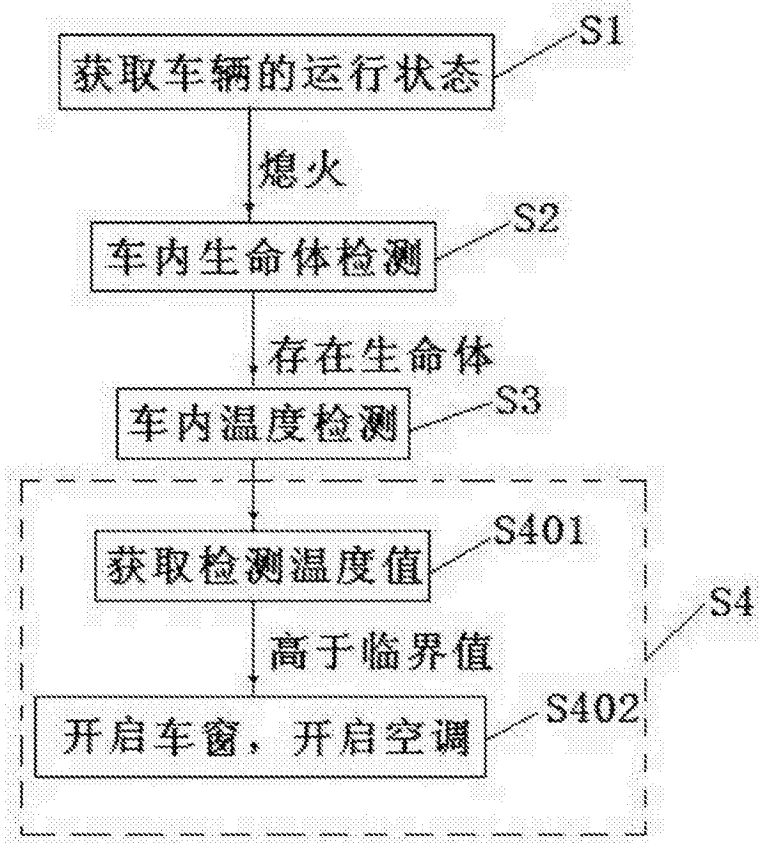 S1
获取车辆的运行状态
熄火
S2
车内生命体检测
存在生命体
S3
车内温度检测
S401
获取检测温度值
S4
高于临界值
S402
开启车窗，开启空调